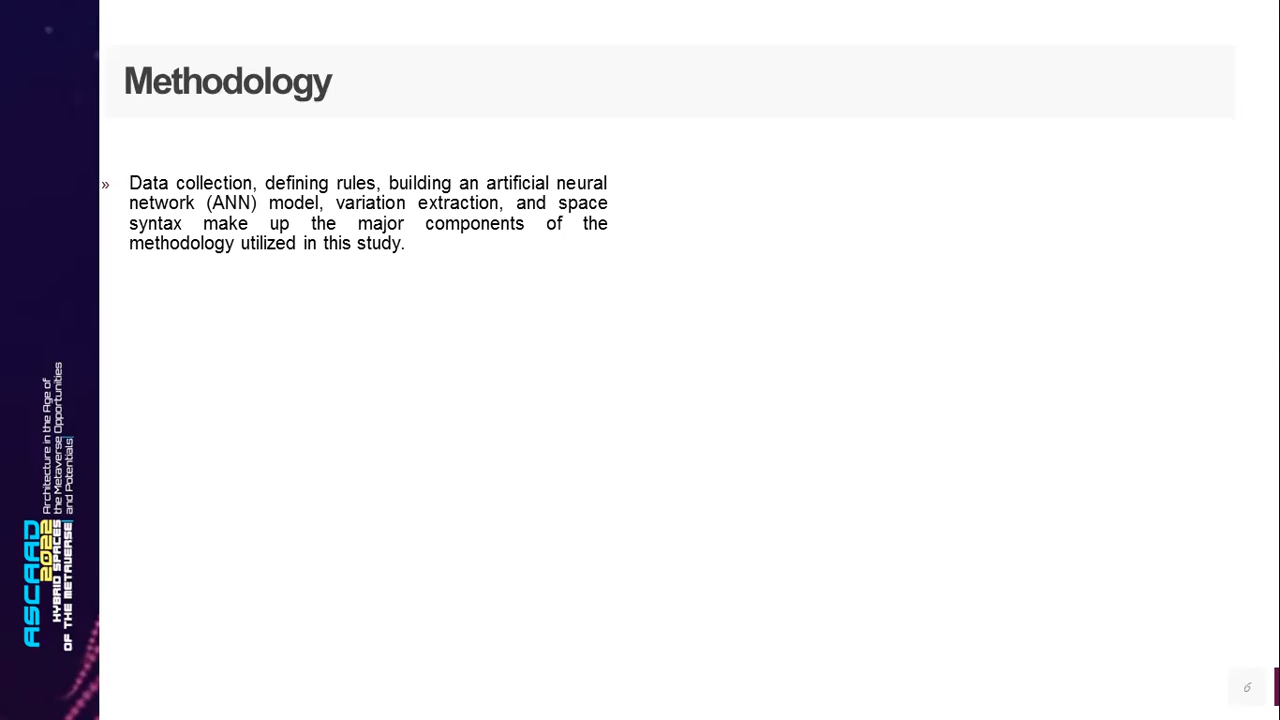 Methodology
» Data collection, defining rules, building an artificial neural
network (ANN) model, variation extraction, and space
syntax make up the major components of the
methodology utilized in this study.
ASCAAD
2022
HYBRID SPACES
OF THE METAVERSE|
Architecture in the Age of
the Metaverse Opportunities
and Potentials|
6